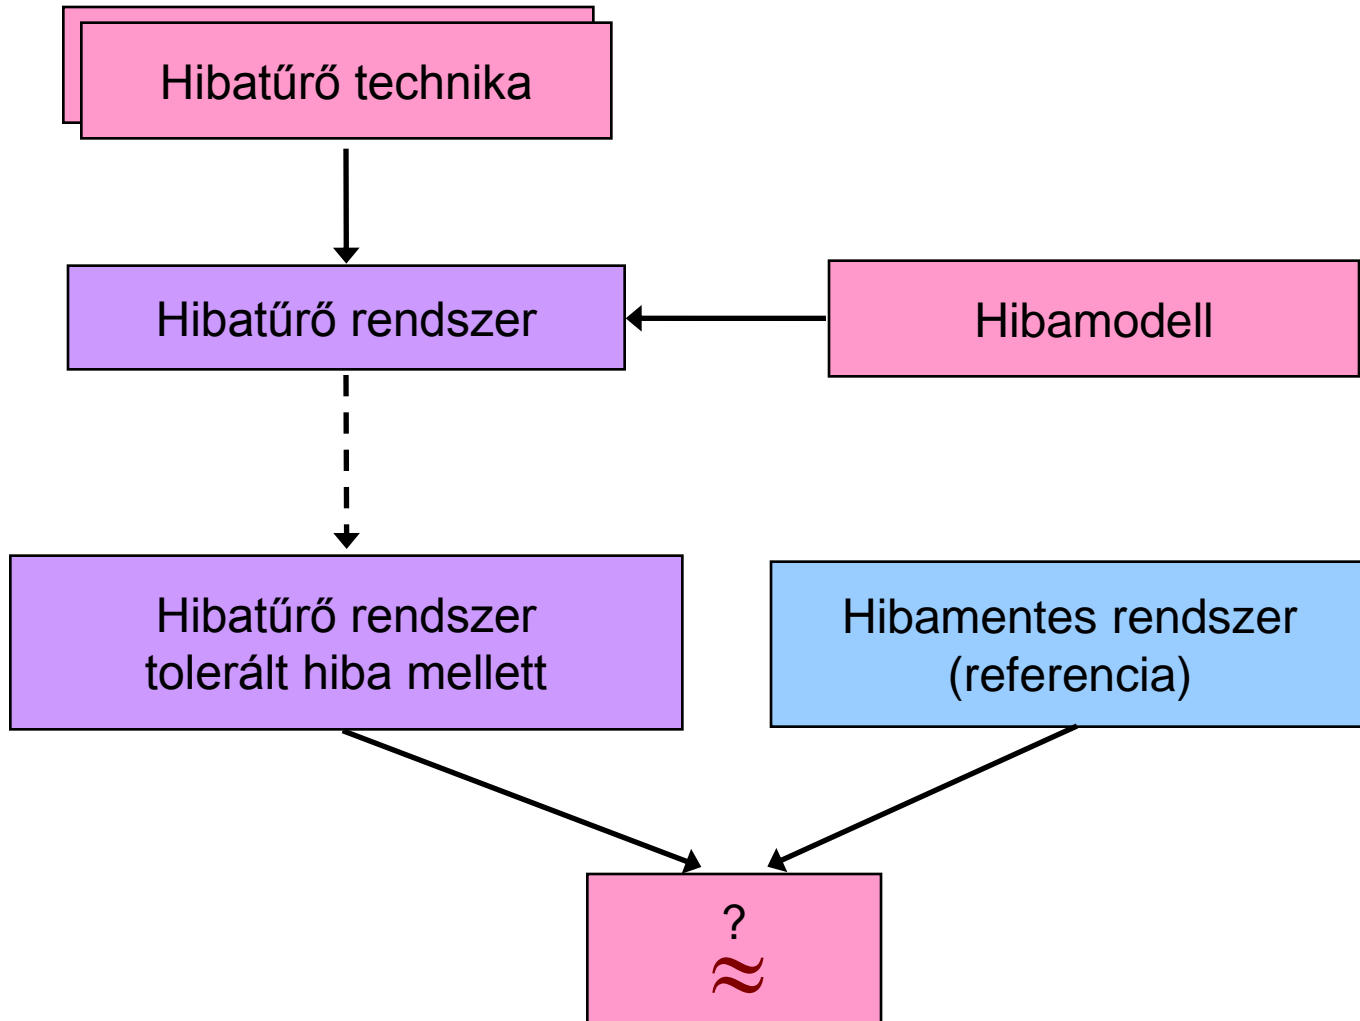 Hibatűrő technika
Hibatűrő rendszer
Hibamodell
Hibatűrő rendszer
tolerált hiba mellett
Hibamentes rendszer
(referencia)
?
≈